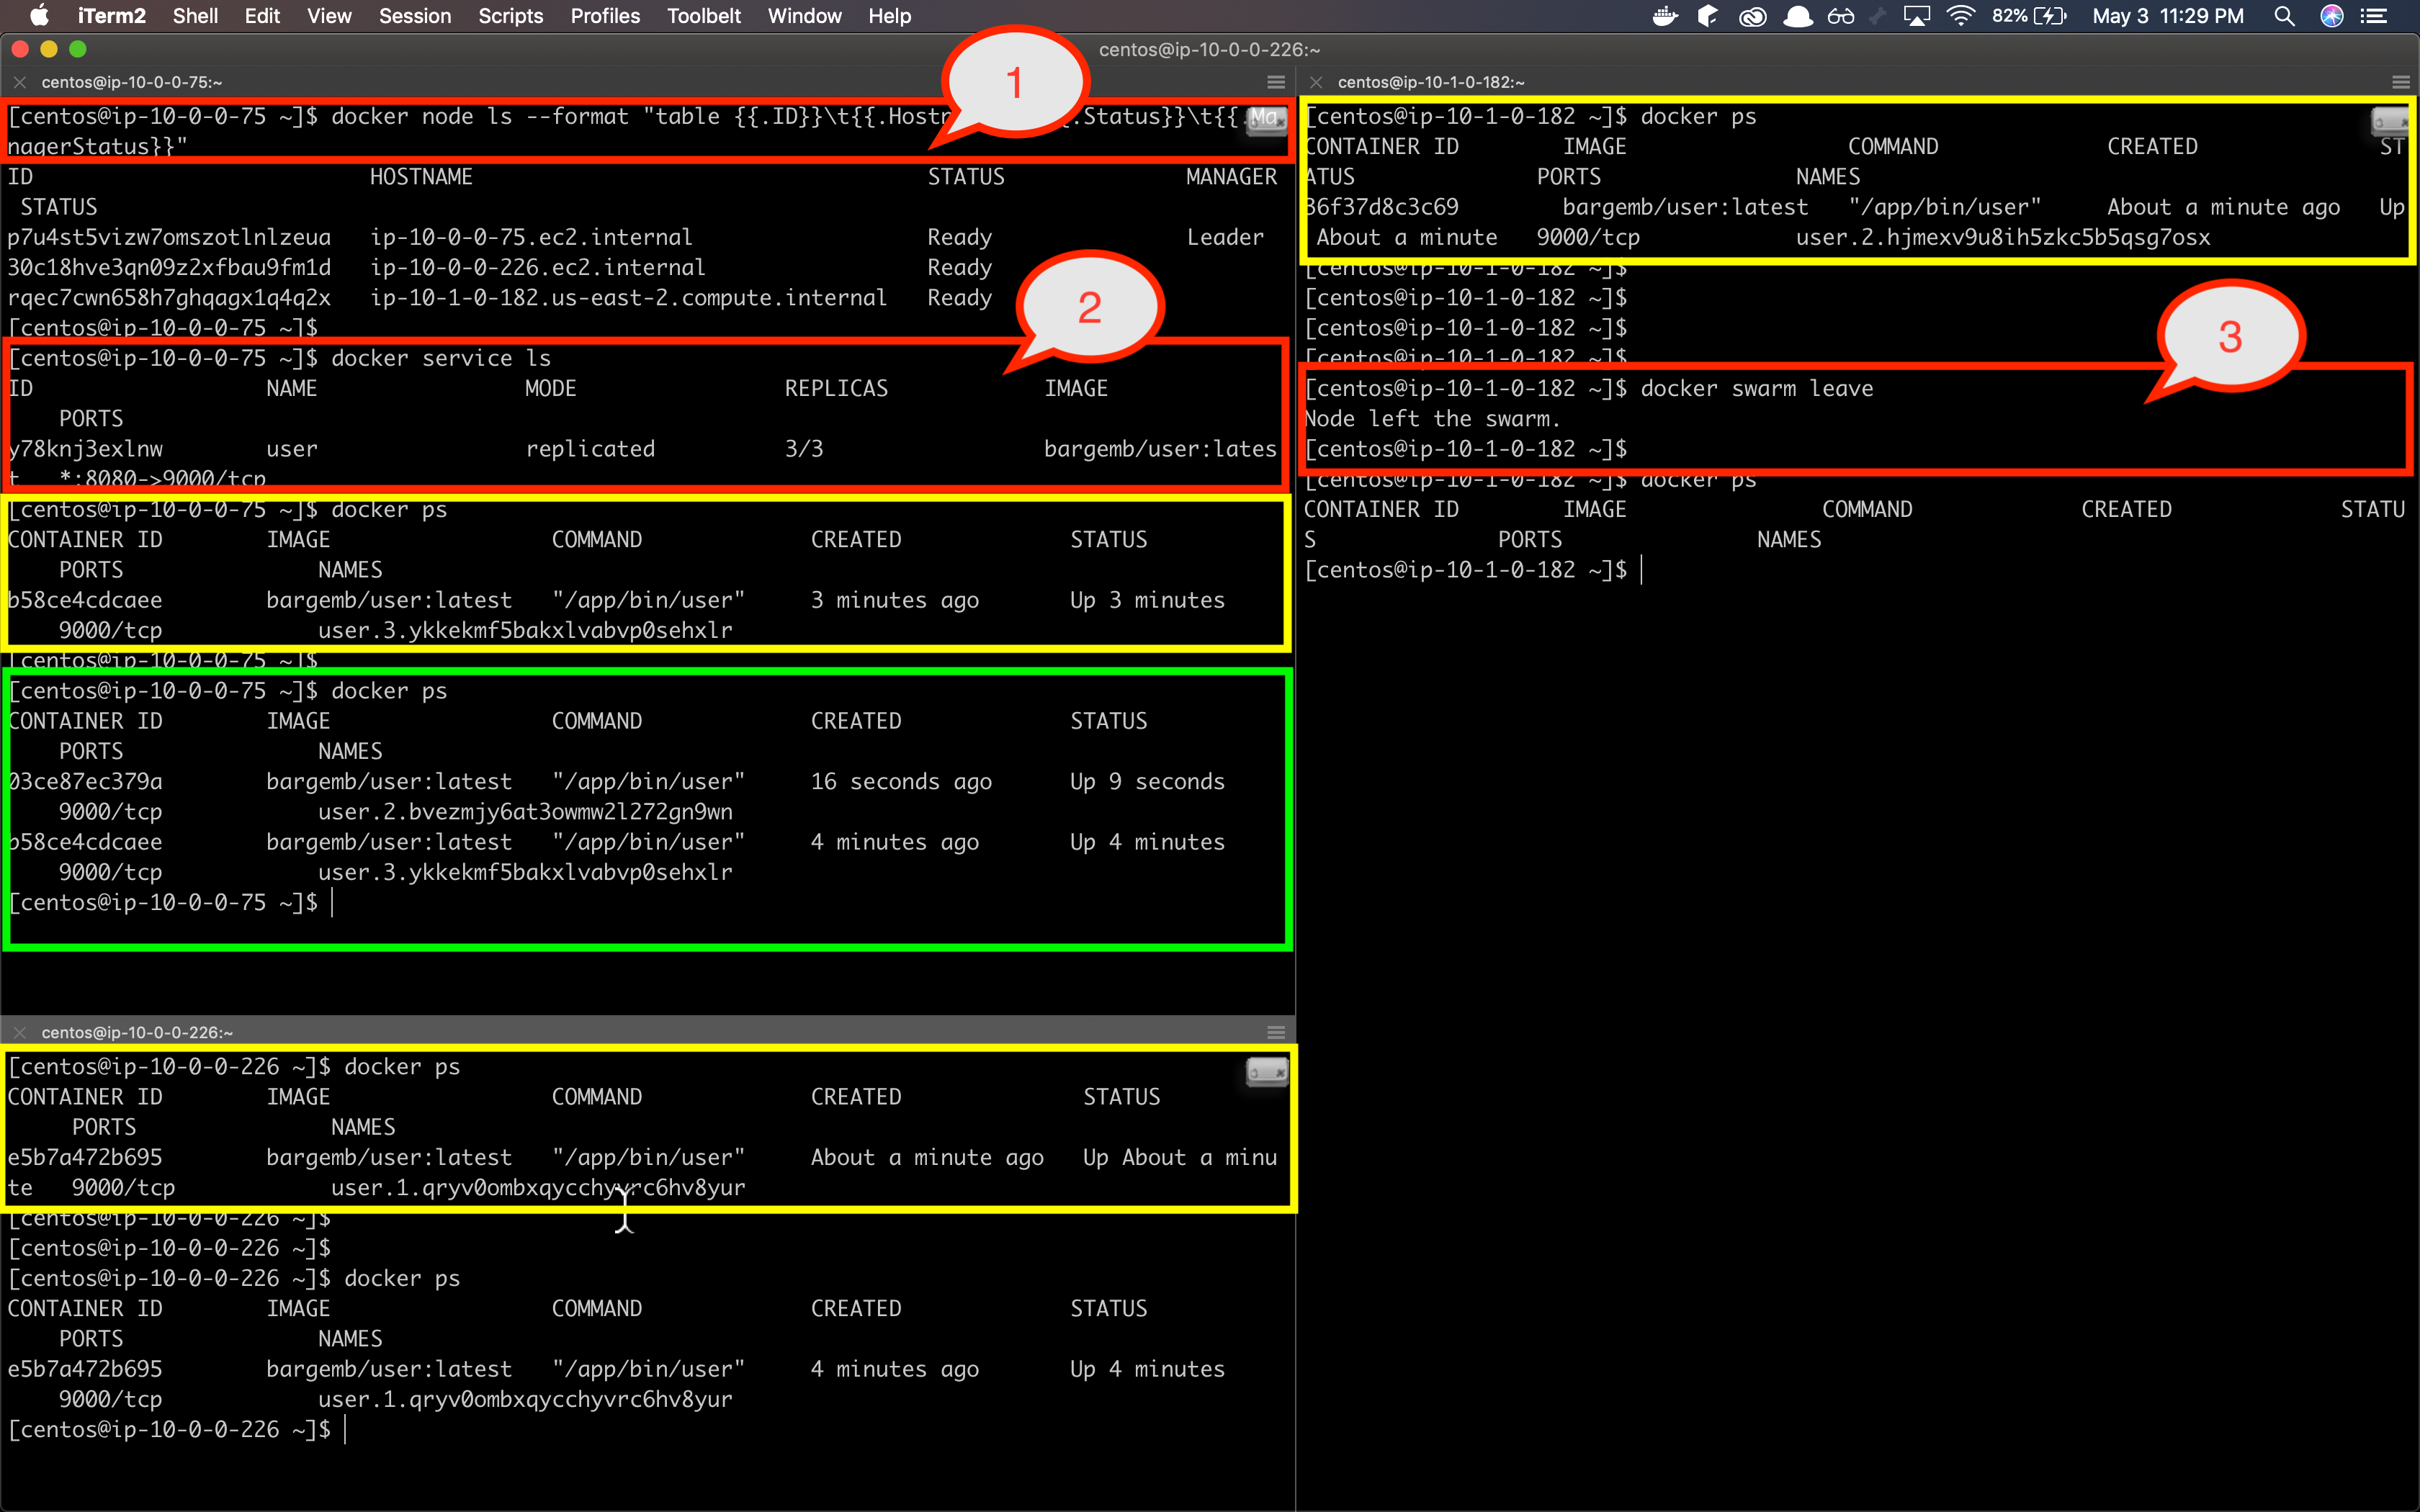 iTerm2 Shell Edit View Session Scripts Profiles Toolbelt Window Help 82% May 3 11:29 PM
centos@ip-10-0-0-226:~
centos@ip-10-0-0-75:~
1
[centos@ip-10-0-0-75 ~]$ docker node ls --format "table {{.ID}}\t{{.Hostn .Status}}\t{{.Ma
nagerStatus}}"
ID HOSTNAME STATUS MANAGER
STATUS
p7u4st5vizw7omszotlnlzeua ip-10-0-0-75.ec2.internal Ready Leader
30c18hve3qn09z2xfbau9fm1d ip-10-0-0-226.ec2.internal Ready
rqec7cwn658h7ghqagx1q4q2x ip-10-1-0-182.us-east-2.compute.internal Ready
[centos@ip-10-0-0-75 ~]$
2
[centos@ip-10-0-0-75 ~]$ docker service ls
ID NAME MODE REPLICAS IMAGE
PORTS
y78knj3exlnw user replicated 3/3 bargemb/user:lates
t *:8080->9000/tcp
[centos@ip-10-0-0-75 ~]$ docker ps
CONTAINER ID IMAGE COMMAND CREATED STATUS
PORTS NAMES
b58ce4cdcaee bargemb/user:latest "/app/bin/user" 3 minutes ago Up 3 minutes
9000/tcp user.3.ykkekmf5bakxlvabvp0sehxlr
[centos@ip-10-0-0-75 ~]$
[centos@ip-10-0-0-75 ~]$ docker ps
CONTAINER ID IMAGE COMMAND CREATED STATUS
PORTS NAMES
03ce87ec379a bargemb/user:latest "/app/bin/user" 16 seconds ago Up 9 seconds
9000/tcp user.2.bvezmjy6at3owmw2l272gn9wn
b58ce4cdcaee bargemb/user:latest "/app/bin/user" 4 minutes ago Up 4 minutes
9000/tcp user.3.ykkekmf5bakxlvabvp0sehxlr
[centos@ip-10-0-0-75 ~]$
centos@ip-10-0-0-226:~
[centos@ip-10-0-0-226 ~]$ docker ps
CONTAINER ID IMAGE COMMAND CREATED STATUS
PORTS NAMES
e5b7a472b695 bargemb/user:latest "/app/bin/user" About a minute ago Up About a minu
te 9000/tcp user.1.qryv0ombxqycchyvrc6hv8yur
[centos@ip-10-0-0-226 ~]$
[centos@ip-10-0-0-226 ~]$
[centos@ip-10-0-0-226 ~]$ docker ps
CONTAINER ID IMAGE COMMAND CREATED STATUS
PORTS NAMES
e5b7a472b695 bargemb/user:latest "/app/bin/user" 4 minutes ago Up 4 minutes
9000/tcp user.1.qryv0ombxqycchyvrc6hv8yur
[centos@ip-10-0-0-226 ~]$
centos@ip-10-1-0-182:~
[centos@ip-10-1-0-182 ~]$ docker ps
CONTAINER ID IMAGE COMMAND CREATED ST
ATUS PORTS NAMES
36f37d8c3c69 bargemb/user:latest "/app/bin/user" About a minute ago Up
About a minute 9000/tcp user.2.hjmexv9u8ih5zkc5b5qsg7osx
[centos@ip-10-1-0-182 ~]$
[centos@ip-10-1-0-182 ~]$
[centos@ip-10-1-0-182 ~]$
[centos@ip-10-1-0-182 ~]$
3
[centos@ip-10-1-0-182 ~]$ docker swarm leave
Node left the swarm.
[centos@ip-10-1-0-182 ~]$
[centos@ip-10-1-0-182 ~]$ docker ps
CONTAINER ID IMAGE COMMAND CREATED STATU
S PORTS NAMES
[centos@ip-10-1-0-182 ~]$